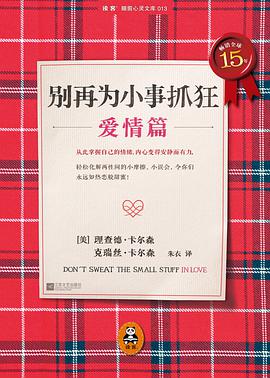 读客 睡前心灵文库 013
畅销全球
15年
别再为小事抓狂
爱情篇
从此掌握自己的情绪，内心变得安静而有力。
轻松化解两性间的小摩擦、小误会，令你们
永远如热恋般甜蜜！
[美] 理查德·卡尔森
克瑞丝·卡尔森 朱衣 译
DON'T SWEAT THE SMALL STUFF IN LOVE
读客